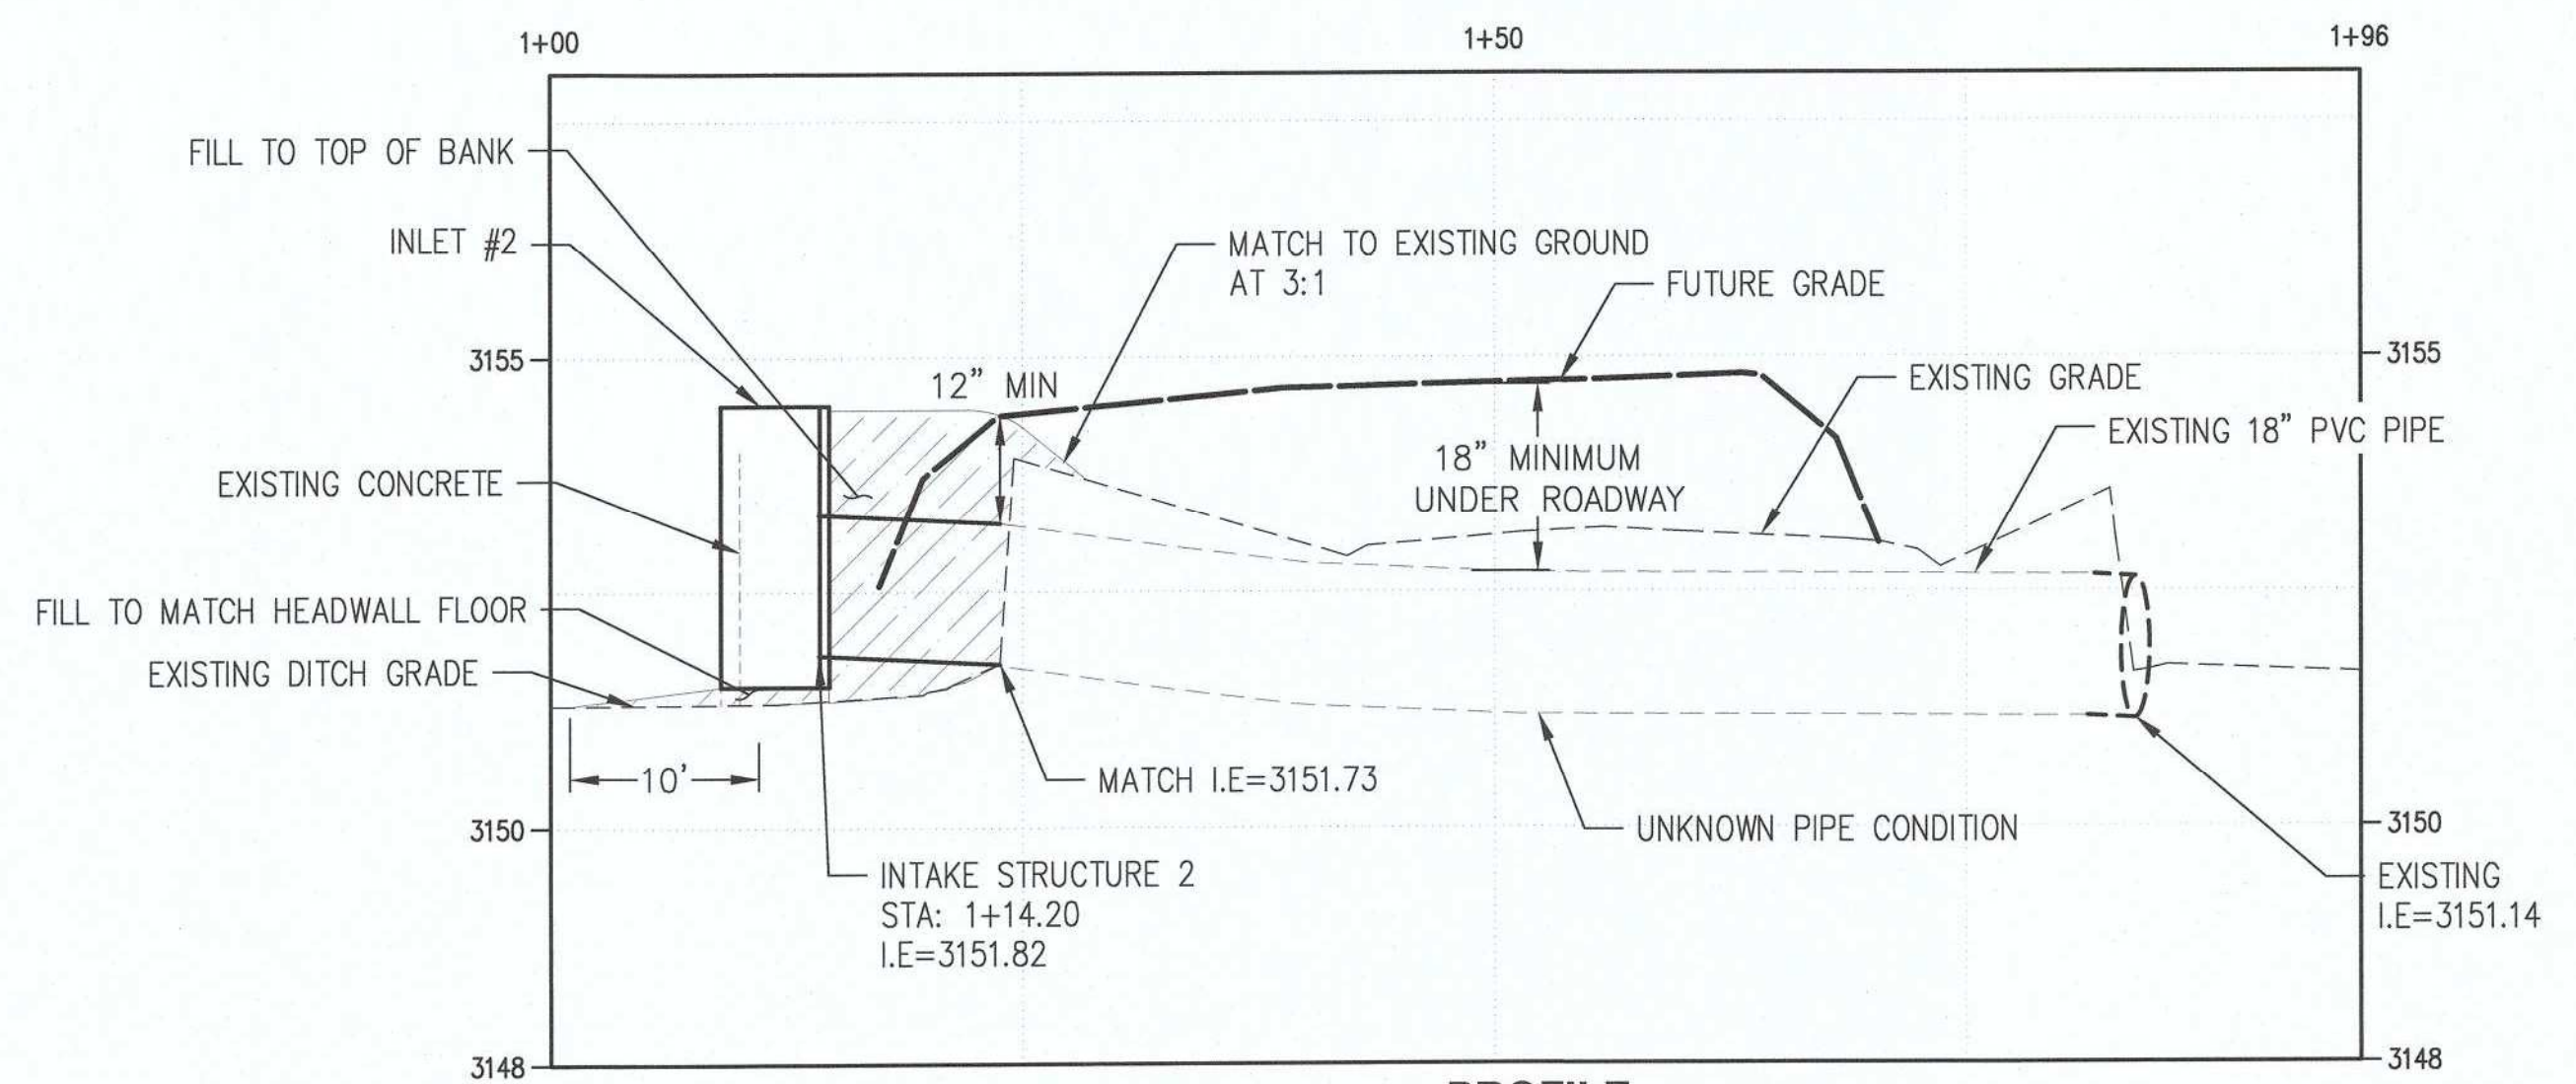 1+00
1+50
1+96
FILL TO TOP OF BANK
INLET #2
MATCH TO EXISTING GROUND
AT 3:1
FUTURE GRADE
3155
3155
12" MIN
EXISTING GRADE
EXISTING 18" PVC PIPE
18" MINIMUM
UNDER ROADWAY
EXISTING CONCRETE
FILL TO MATCH HEADWALL FLOOR
EXISTING DITCH GRADE
10'
MATCH I.E=3151.73
3150
3150
UNKNOWN PIPE CONDITION
INTAKE STRUCTURE 2
STA: 1+14.20
I.E=3151.82
EXISTING
I.E=3151.14
3148
3148
PROFILE